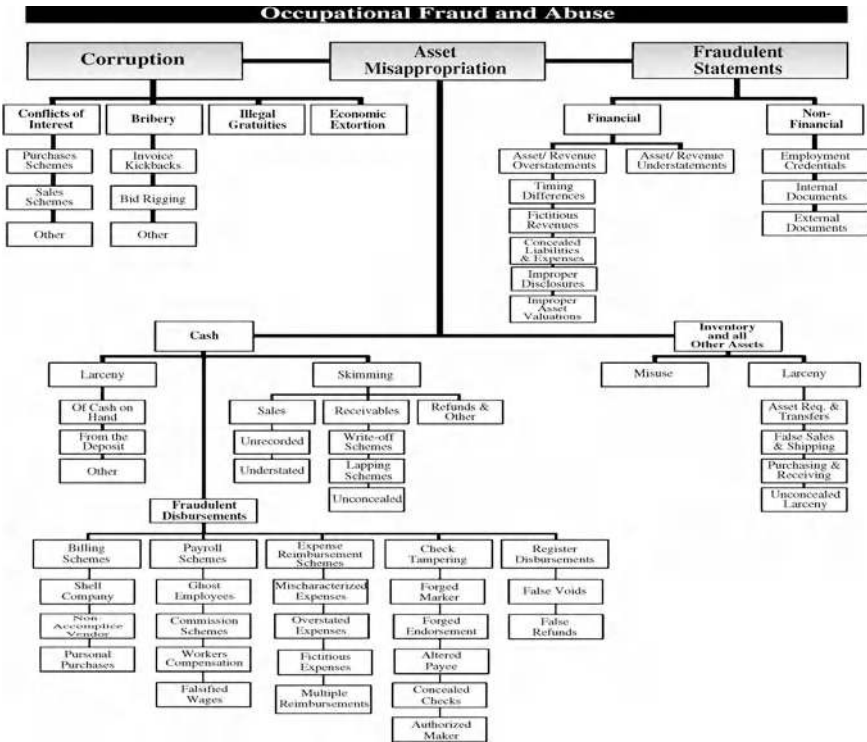 Occupational Fraud and Abuse
Corruption
Asset
Misappropriation
Fraudulent
Statements
Conflicts of
Interest
Bribery
Illegal
Gratuities
Economic
Extortion
Financial
Non-
Financial
Purchases
Schemes
Invoice
Kickbacks
Asset/ Revenue
Overstatements
Asset/ Revenue
Understatements
Employment
Credentials
Sales
Schemes
Bid Rigging
Timing
Differences
Internal
Documents
Other
Other
Fictitious
Revenues
External
Documents
Concealed
Liabilities
& Expenses
Improper
Disclosures
Improper
Asset
Valuations
Cash
Inventory
and all
Other Assets
Larceny
Skimming
Misuse
Larceny
Of Cash on
Hand
Sales
Receivables
Refunds &
Other
Asset Req. &
Transfers
From the
Deposit
Unrecorded
Write-off
Schemes
False Sales
& Shipping
Other
Understated
Lapping
Schemes
Purchasing &
Receiving
Unconcealed
Unconcealed
Larceny
Fraudulent
Disbursements
Billing
Schemes
Payroll
Schemes
Expense
Reimbursement
Schemes
Check
Tampering
Register
Disbursements
Shell
Company
Ghost
Employees
Mischaracterized
Expenses
Forged
Marker
False Voids
Non-
Accomplice
Vendor
Commission
Schemes
Overstated
Expenses
Forged
Endorsement
False
Refunds
Pursonal
Purchases
Workers
Compensation
Fictitious
Expenses
Altered
Payee
Falsified
Wages
Multiple
Reimbursements
Concealed
Checks
Authorized
Maker